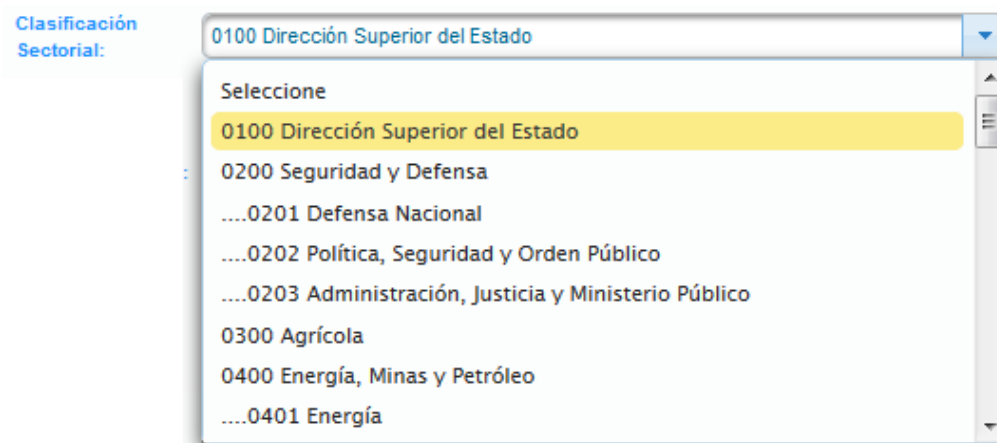 Clasificación
Sectorial:
0100 Dirección Superior del Estado
Seleccione
0100 Dirección Superior del Estado
0200 Seguridad y Defensa
:
....0201 Defensa Nacional
....0202 Política, Seguridad y Orden Público
....0203 Administración, Justicia y Ministerio Público
0300 Agrícola
0400 Energía, Minas y Petróleo
....0401 Energía